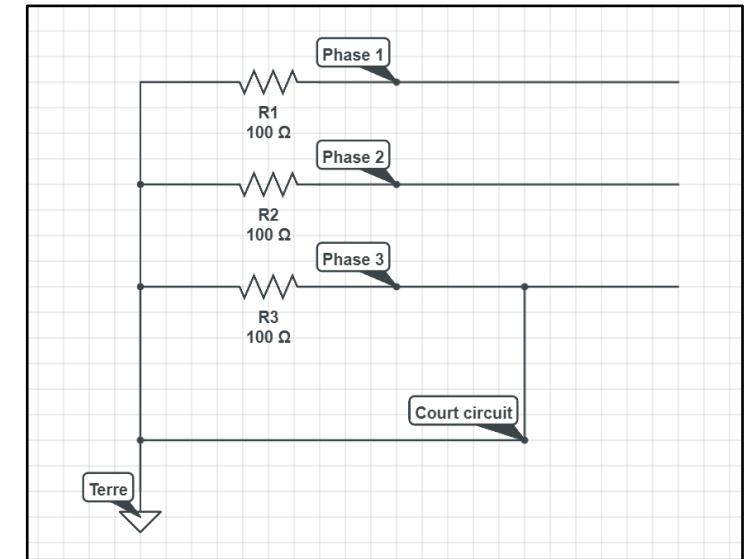 Phase 1
R1
100 Ω
Phase 2
R2
100 Ω
Phase 3
R3
100 Ω
Court circuit
Terre